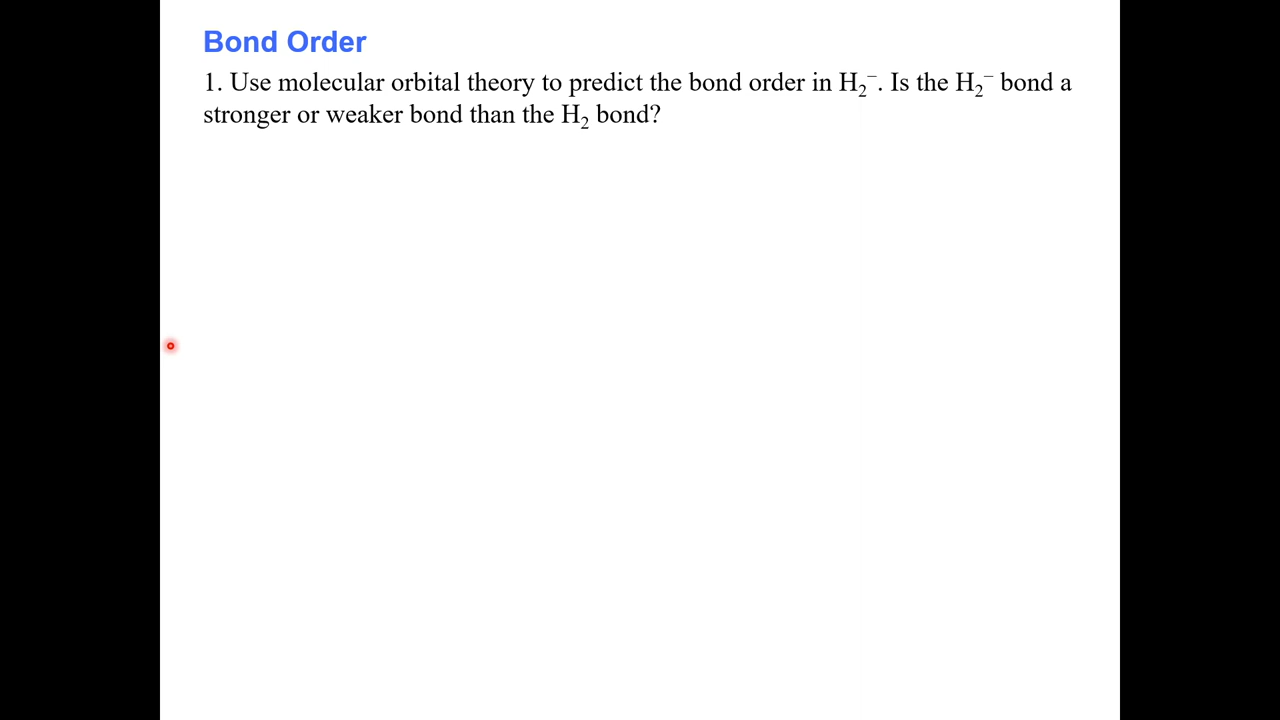 Bond Order
1. Use molecular orbital theory to predict the bond order in H₂⁻. Is the H₂⁻ bond a
stronger or weaker bond than the H₂ bond?